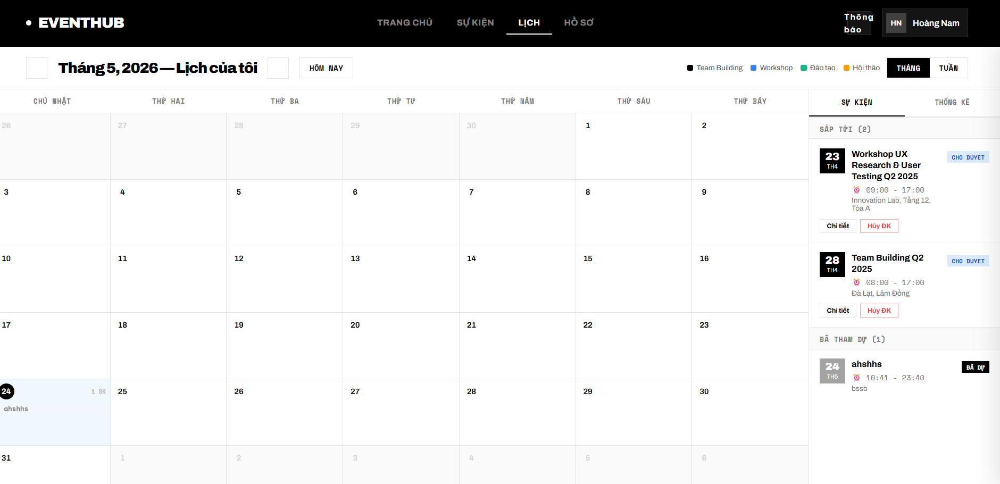 EVENTHUB
TRANG CHỦ
SỰ KIỆN
LỊCH
HỒ SƠ
Thông
báo
HN
Hoàng Nam
Tháng 5, 2026 — Lịch của tôi
HÔM NAY
Team Building
Workshop
Đào tạo
Hội thảo
THÁNG
TUẦN
CHỦ NHẬT
THỨ HAI
THỨ BA
THỨ TƯ
THỨ NĂM
THỨ SÁU
THỨ BẢY
26
27
28
29
30
1
2
3
4
5
6
7
8
9
10
11
12
13
14
15
16
17
18
19
20
21
22
23
24
1 SK
ahshhs
25
26
27
28
29
30
31
1
2
3
4
5
6
SỰ KIỆN
THỐNG KÊ
SẮP TỚI (2)
23
TH4
Workshop UX
Research & User
Testing Q2 2025
CHO DUYET
09:00 - 17:00
Innovation Lab, Tầng 12,
Tòa A
Chi tiết
Hủy ĐK
28
TH4
Team Building Q2
2025
CHO DUYET
08:00 - 17:00
Đà Lạt, Lâm Đồng
Chi tiết
Hủy ĐK
ĐÃ THAM DỰ (1)
24
TH5
ahshhs
ĐÃ DỰ
10:41 - 23:40
bssb